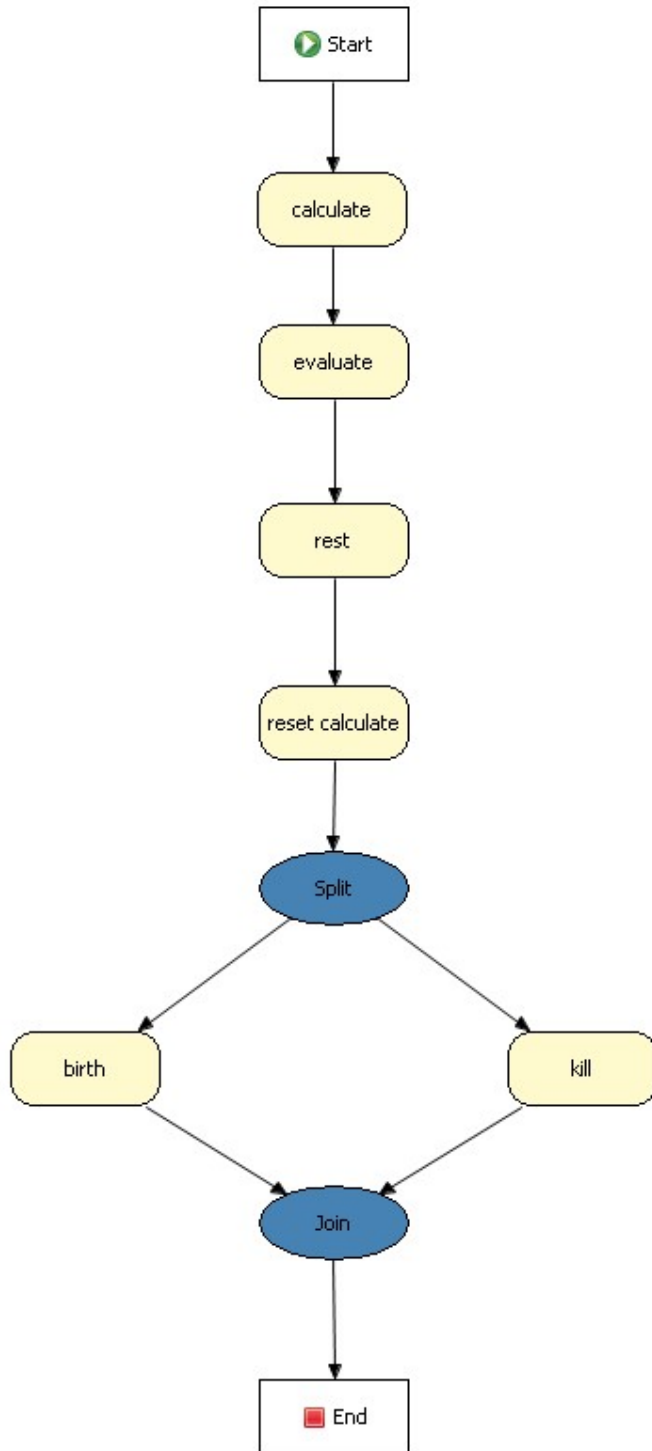 Start
calculate
evaluate
rest
reset calculate
Split
birth
kill
Join
End